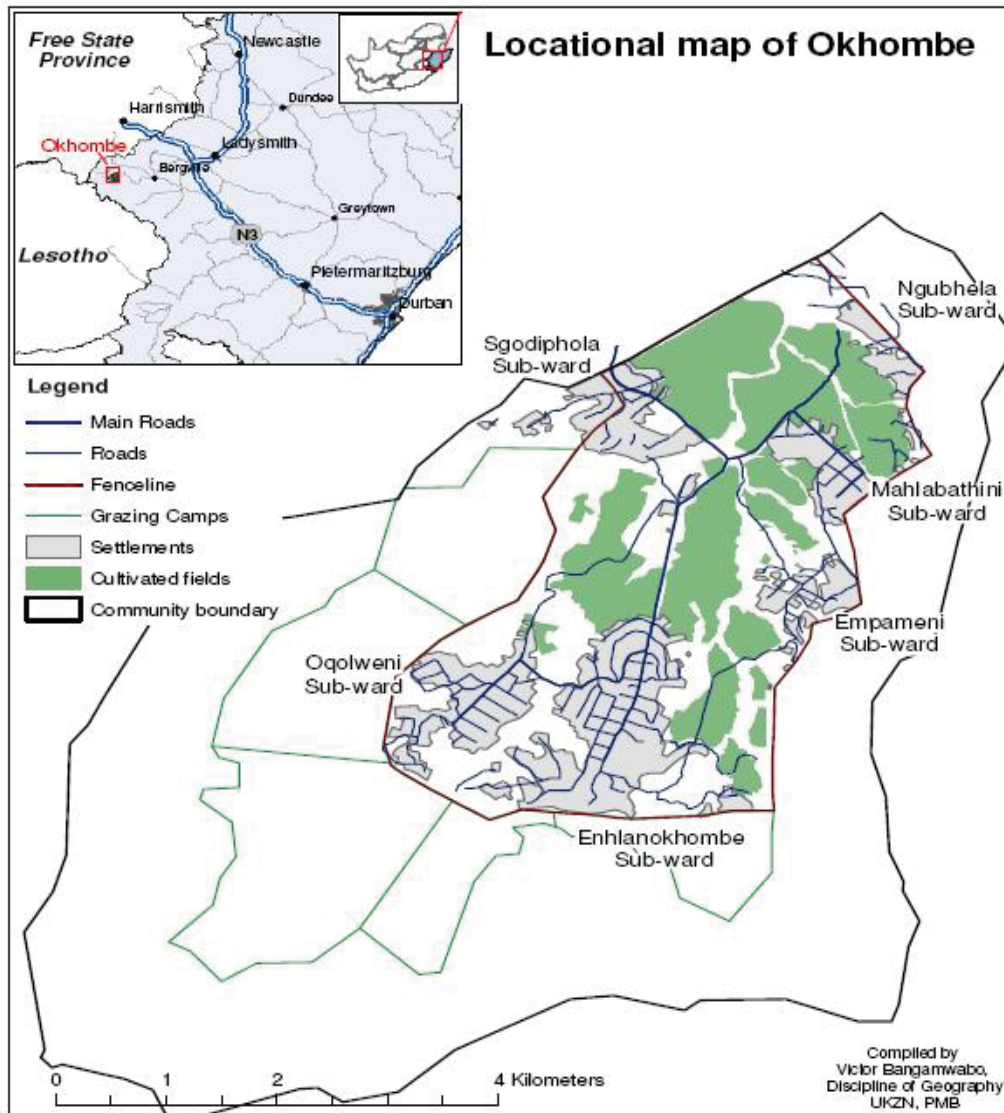 Locational map of Okhombe
Free State
Province
Newcastle
Dundee
Harrismith
Ladysmith
Okhombe
Bergville
Greytown
N3
Lesotho
Pietermaritzburg
Durban
Ngubhela
Sub-ward
Sgodiphola
Sub-ward
Legend
Main Roads
Roads
Fenceline
Grazing Camps
Settlements
Cultivated fields
Community boundary
Mahlabathini
Sub-ward
Empameni
Sub-ward
Oqolweni
Sub-ward
Enhlanokhombe
Sub-ward
0 1 2 4 Kilometers
Compiled by
Victor Bangamwabo,
Discipline of Geography
UKZN, PMB